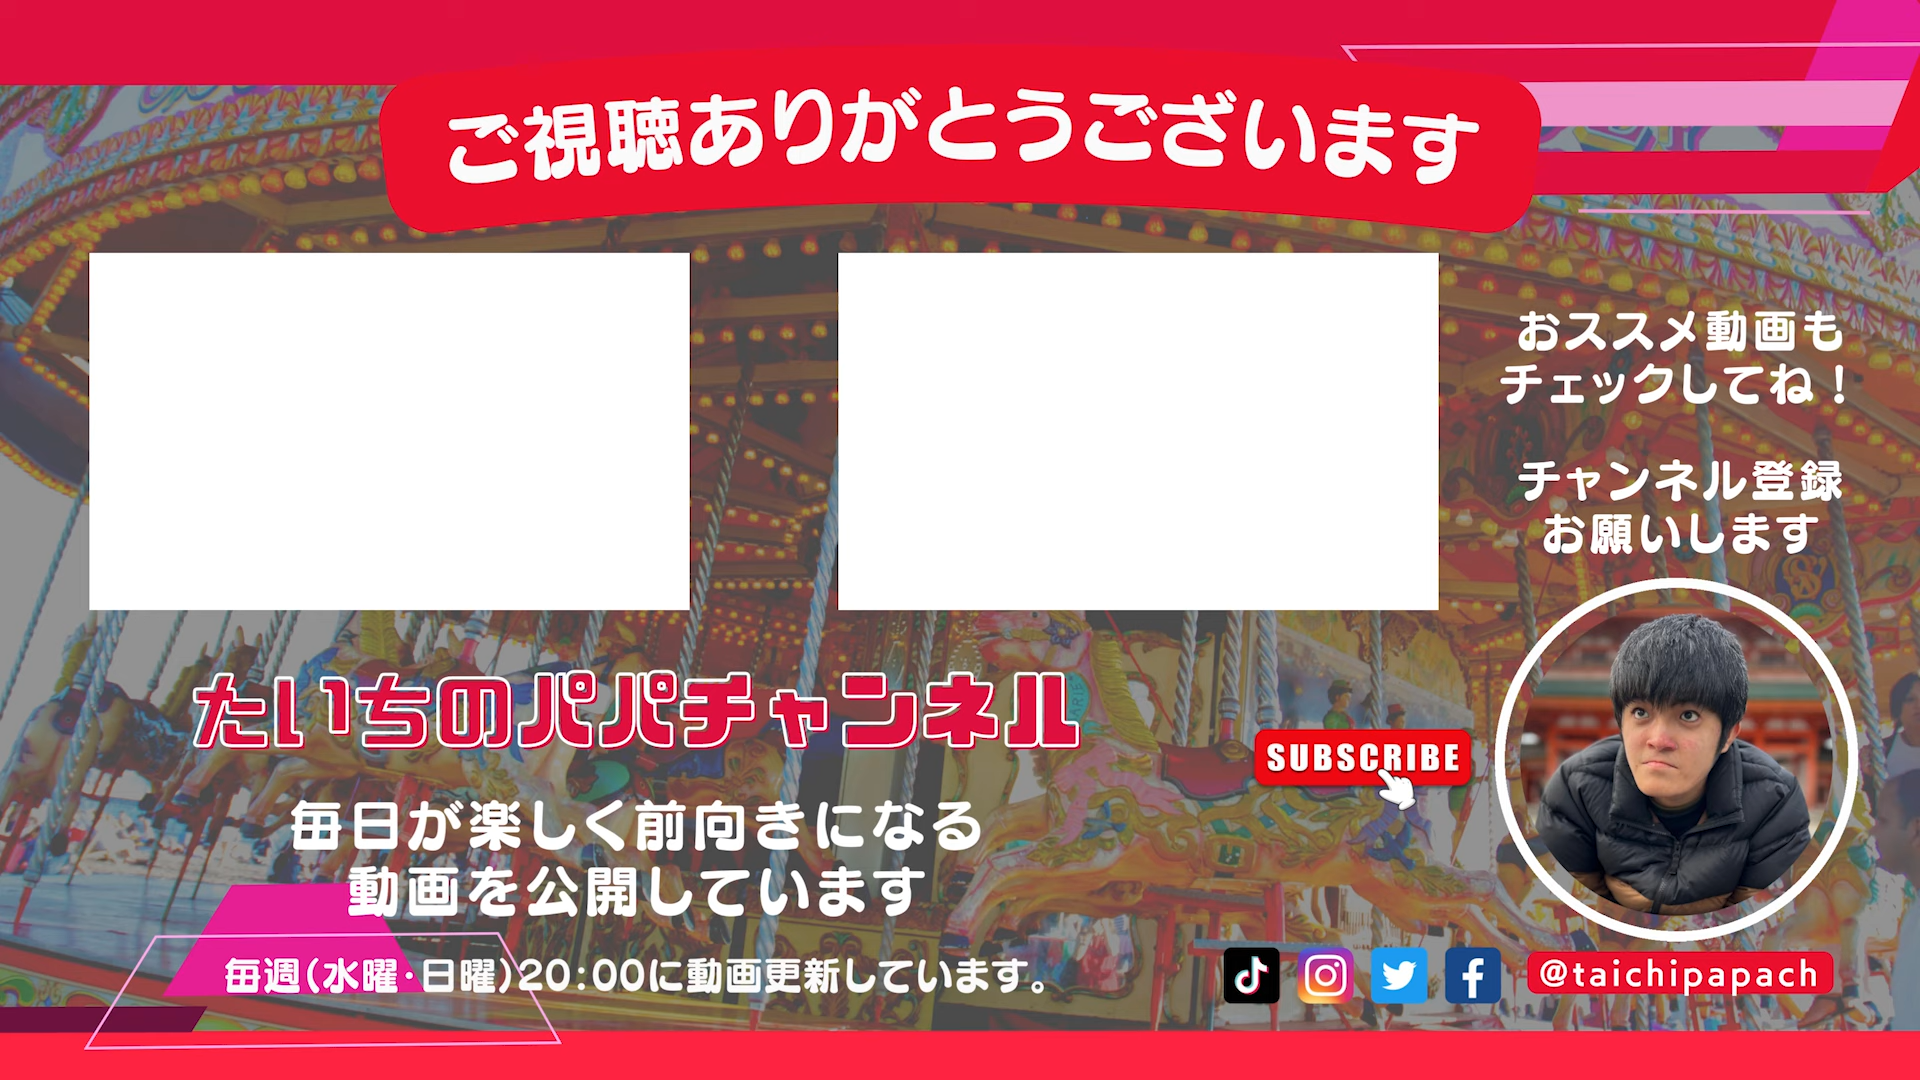 ご視聴ありがとうございます
おススメ動画も
チェックしてね！
チャンネル登録
お願いします
たいちのパパチャンネル
SUBSCRIBE
毎日が楽しく前向きになる
動画を公開しています
毎週(水曜・日曜)20:00に動画更新しています。
@taichipapach